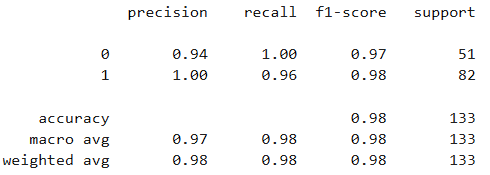 precision recall f1-score support
0 0.94 1.00 0.97 51
1 1.00 0.96 0.98 82
accuracy 0.98 133
macro avg 0.97 0.98 0.98 133
weighted avg 0.98 0.98 0.98 133